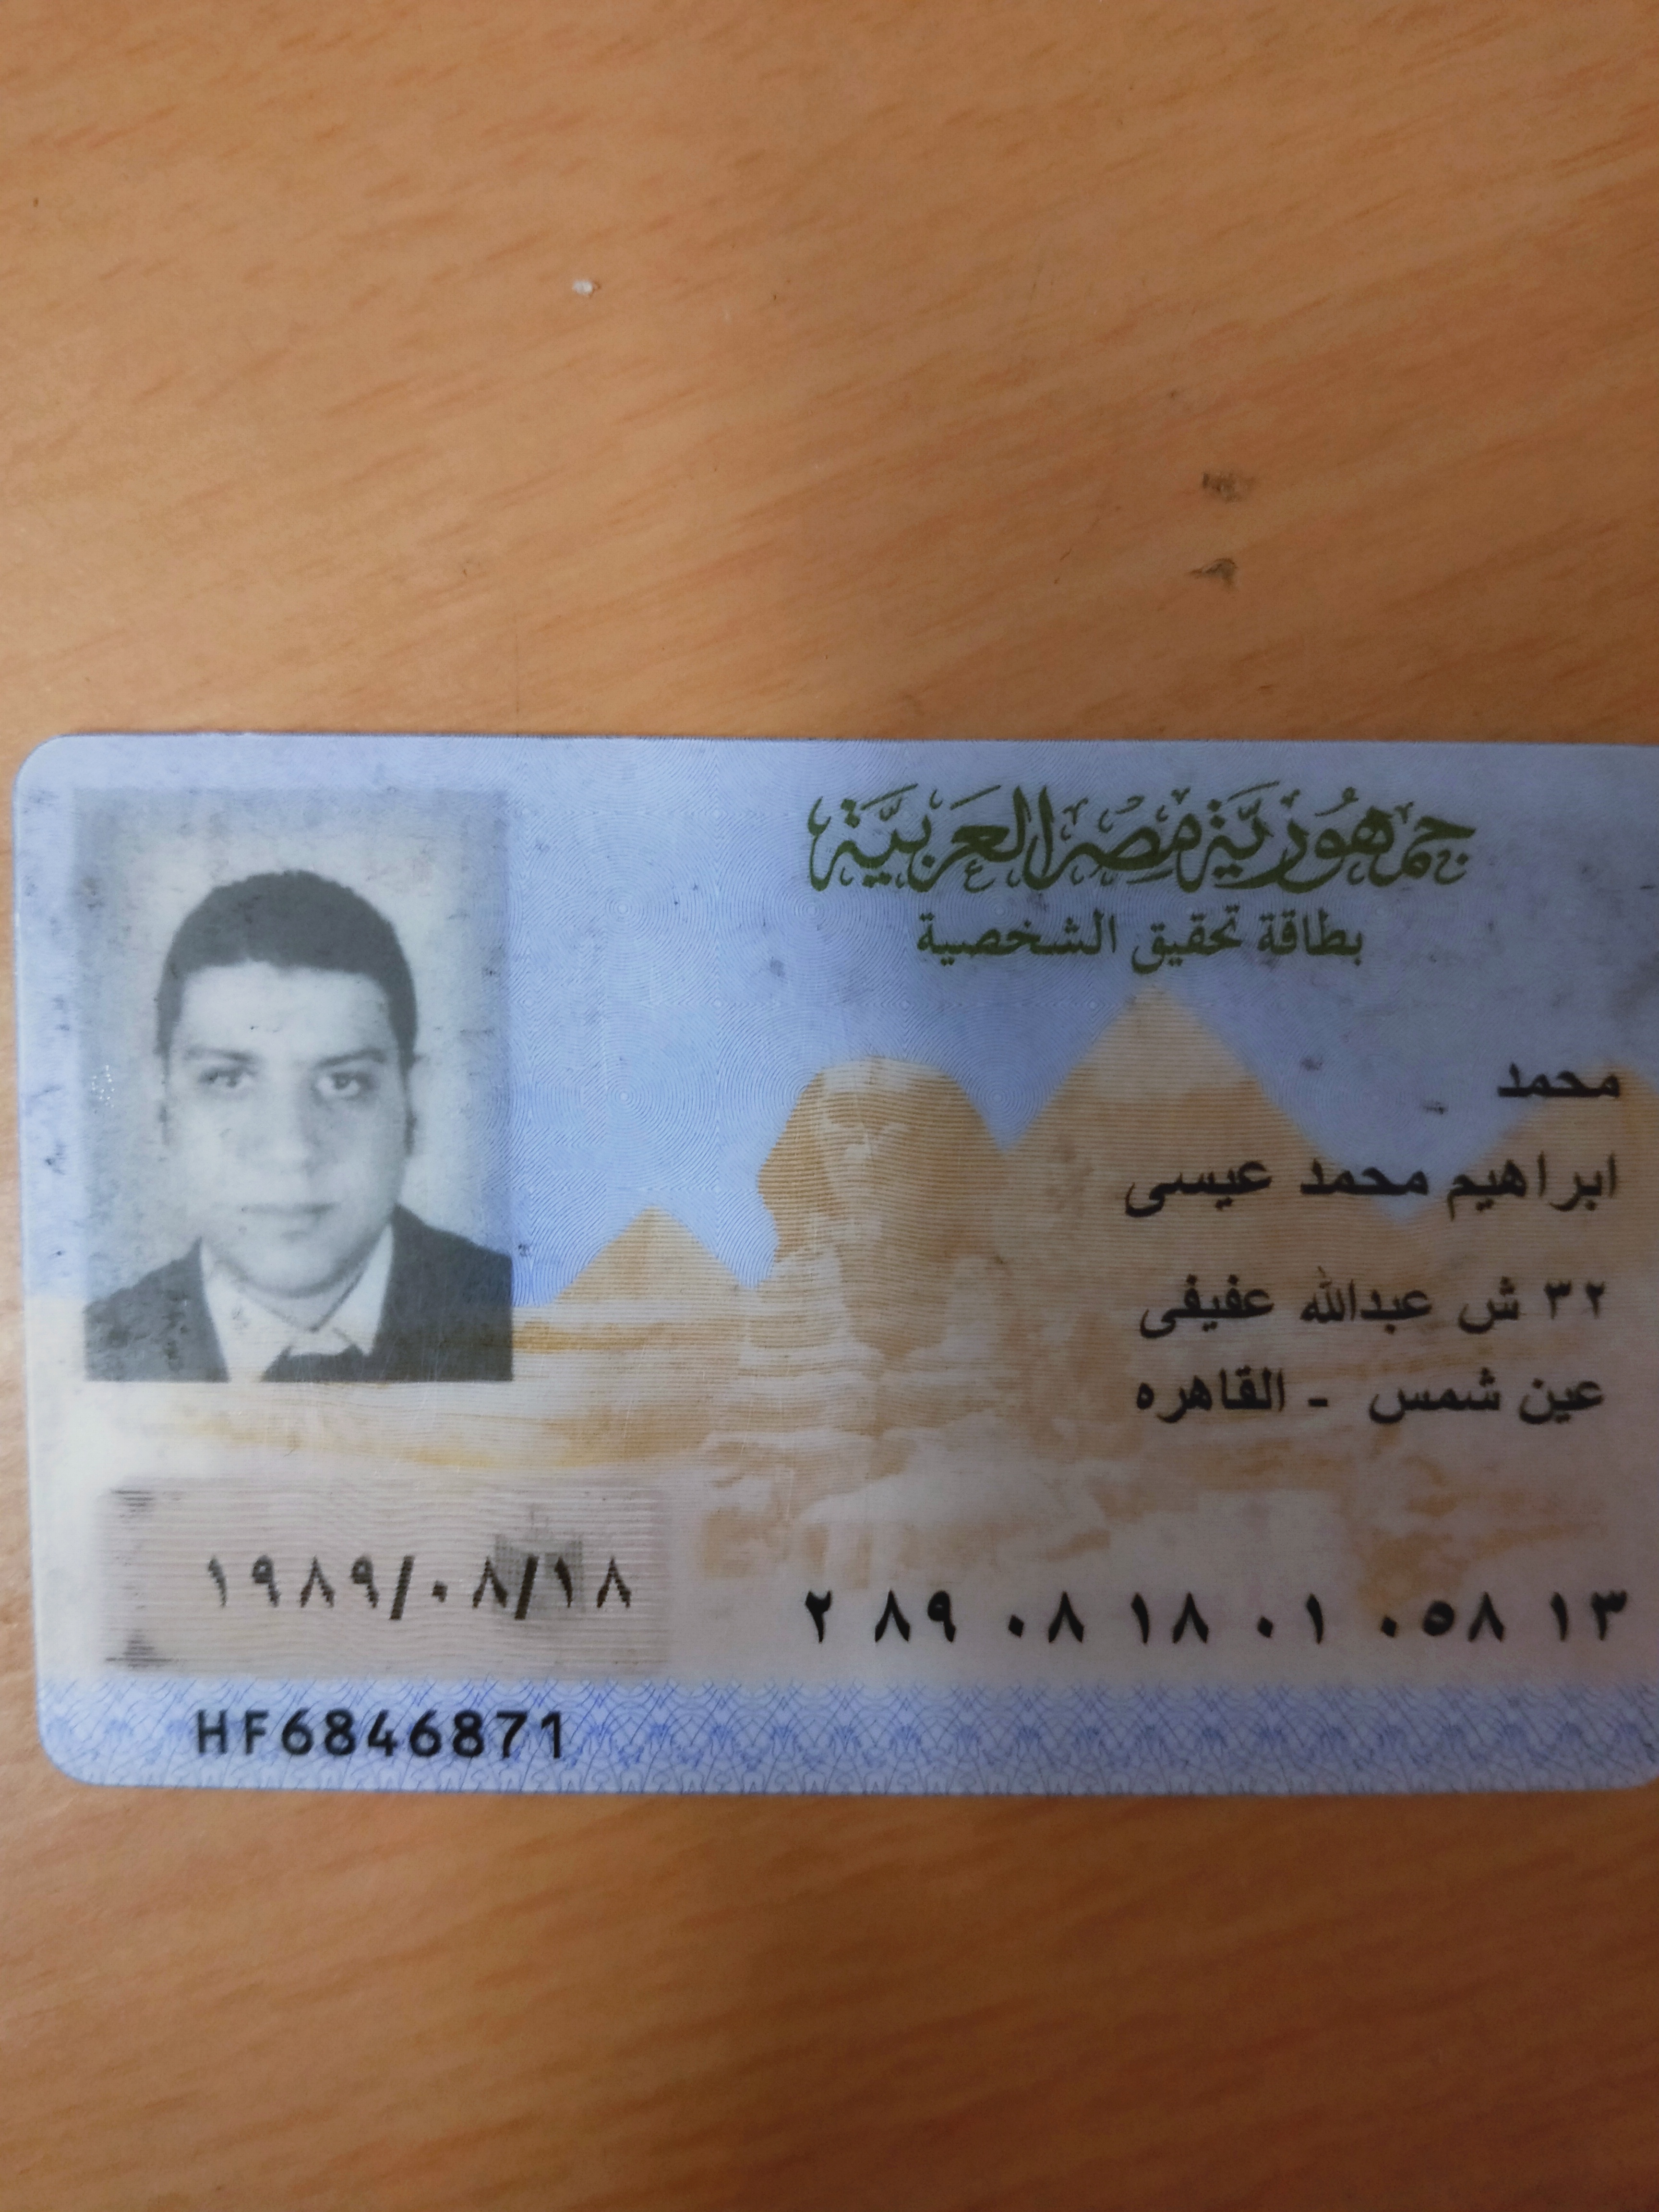 جمهورية مصر العربية
بطاقة تحقيق الشخصية
محمد
ابراهيم محمد عيسى
٣٢ ش عبدالله عفيفى
عين شمس - القاهره
١٩٨٩/٠٨/١٨
٢ ٨٩ ٠٨ ١٨ ٠١ ٠٥٨ ١٣
HF6846871